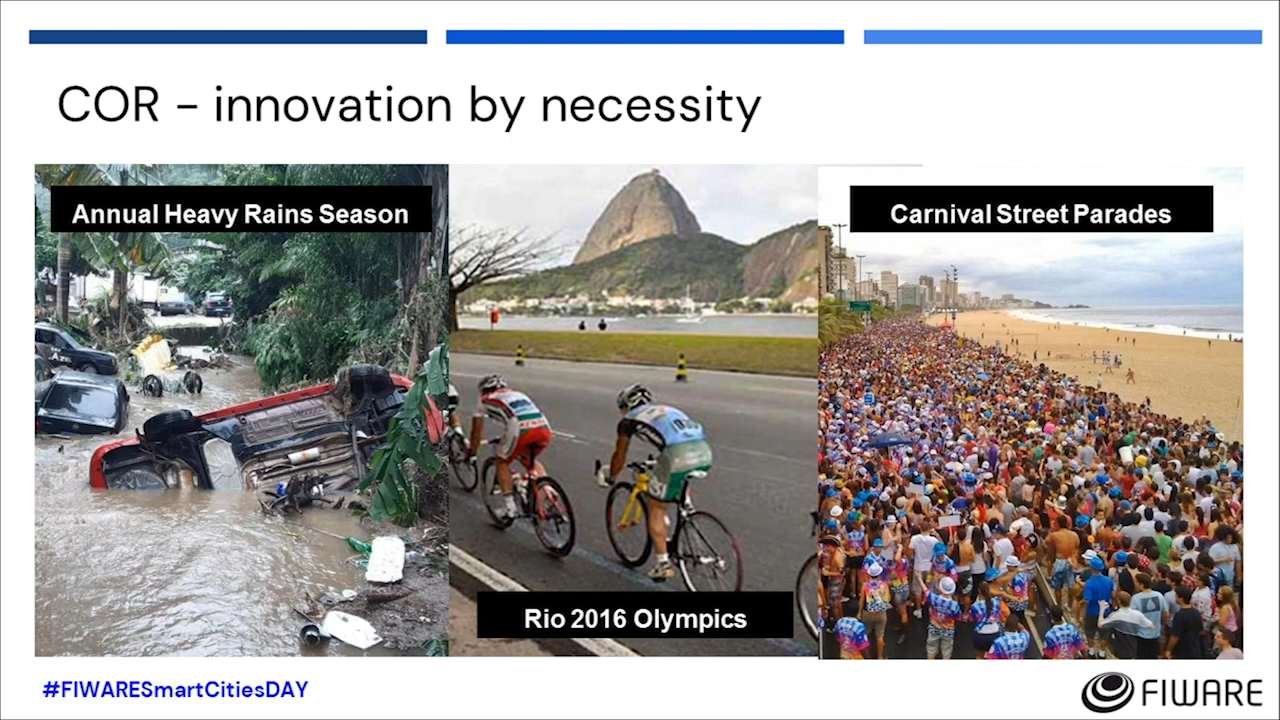 COR - innovation by necessity
Annual Heavy Rains Season
Carnival Street Parades
Rio 2016 Olympics
#FIWARESmartCitiesDAY
FIWARE